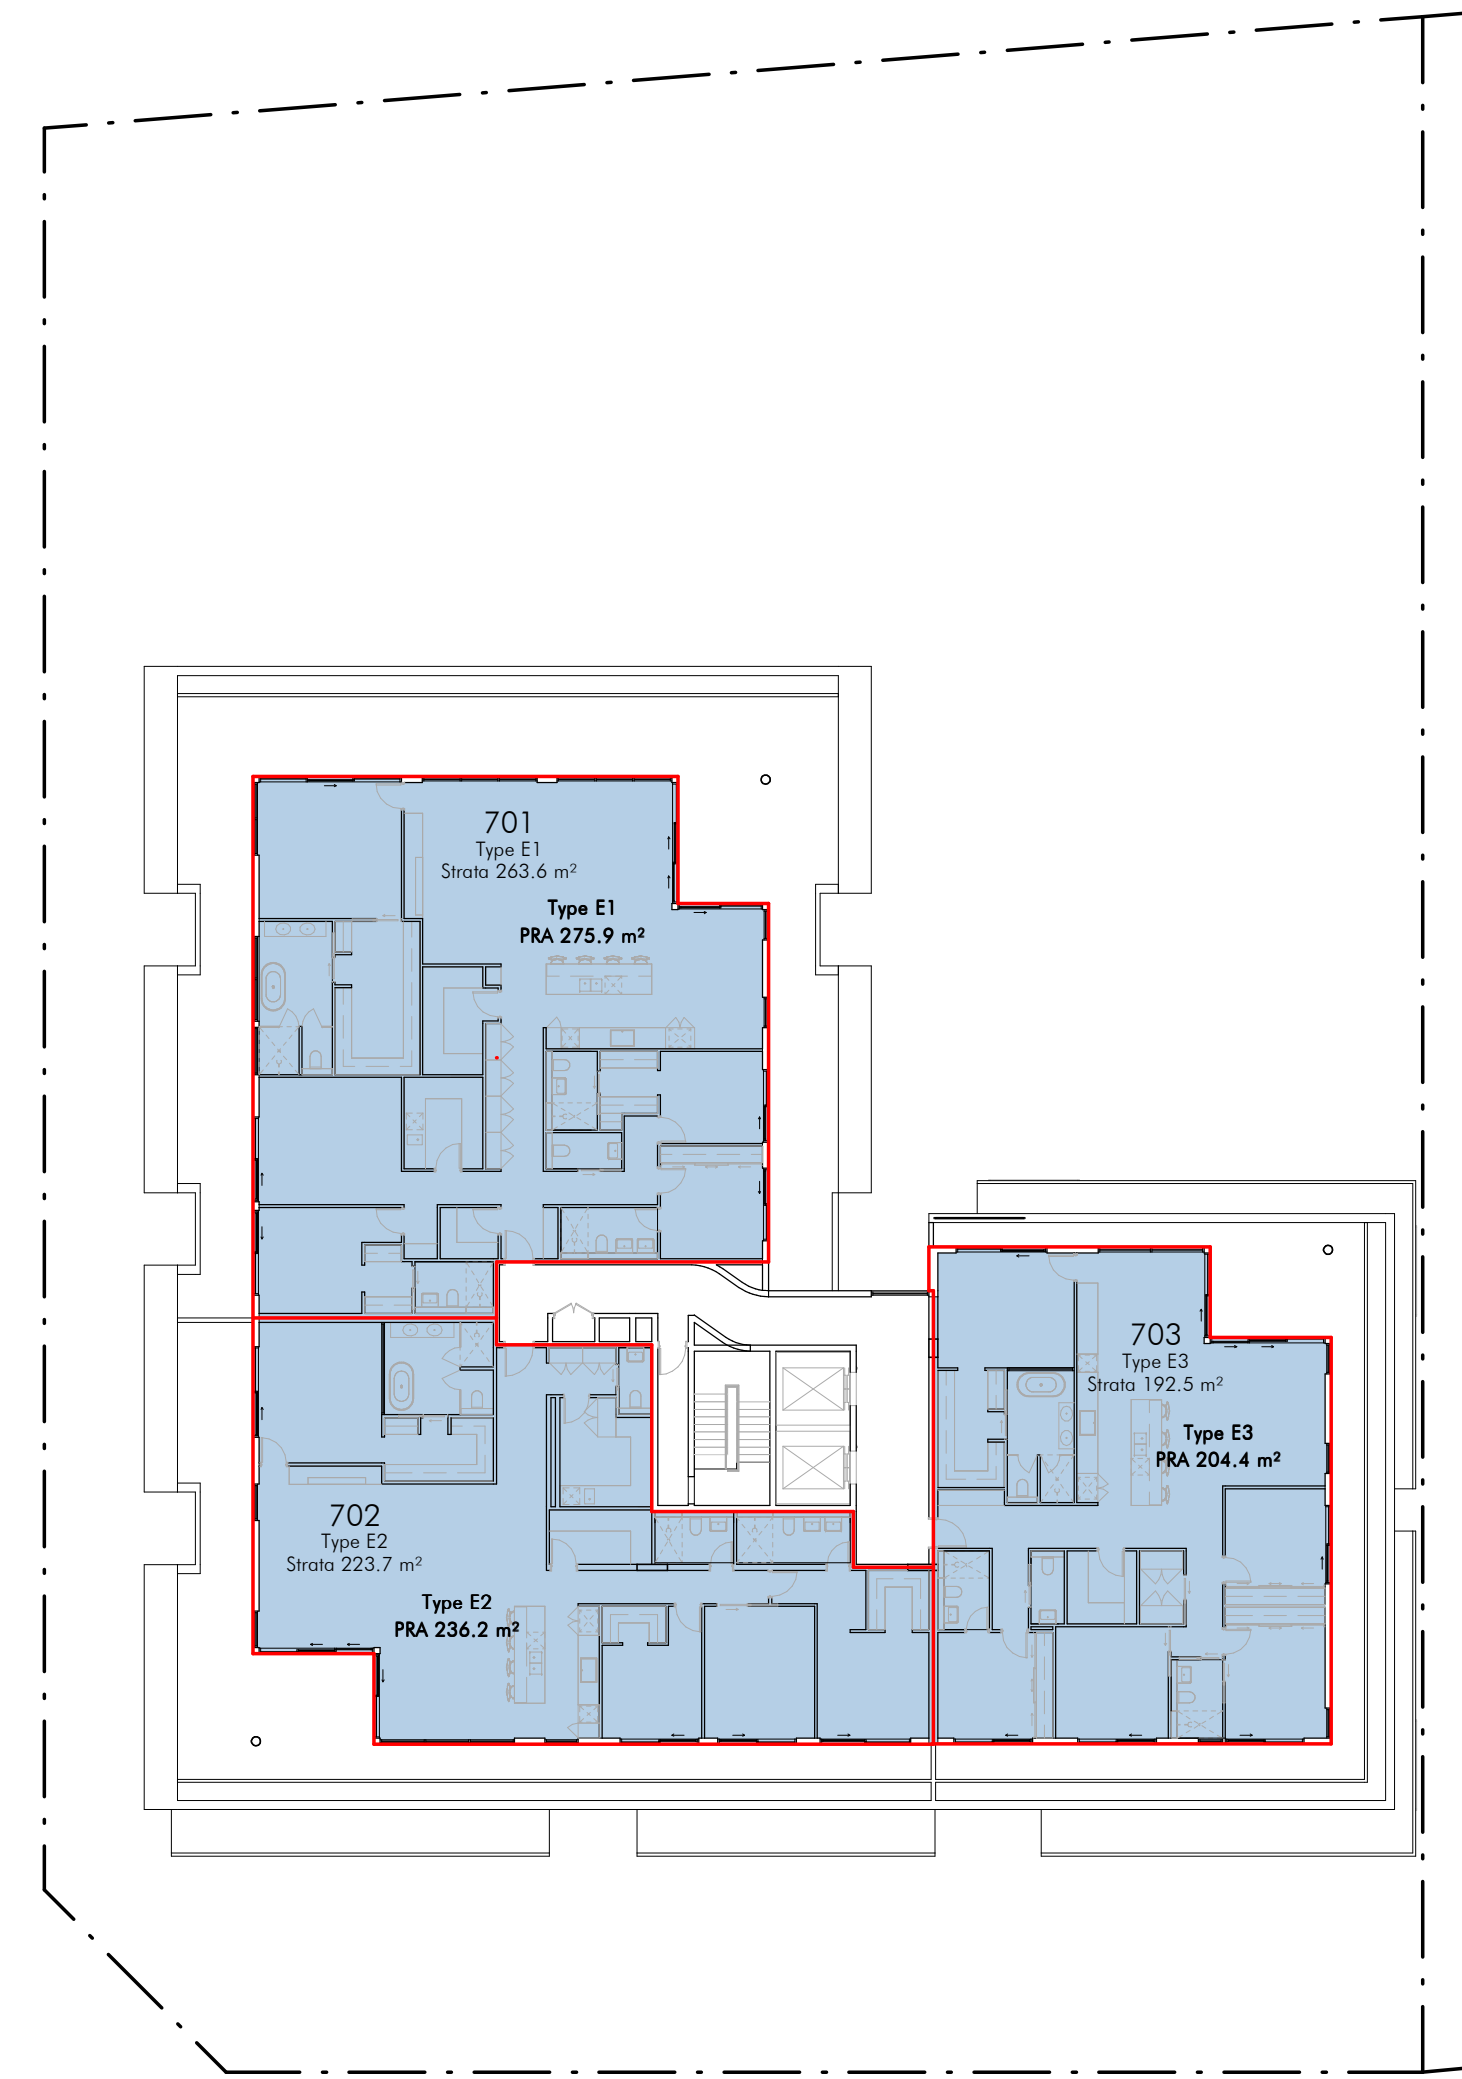 701
Type E1
Strata 263.6 m²
Type E1
PRA 275.9 m²
703
Type E3
Strata 192.5 m²
Type E3
PRA 204.4 m²
702
Type E2
Strata 223.7 m²
Type E2
PRA 236.2 m²